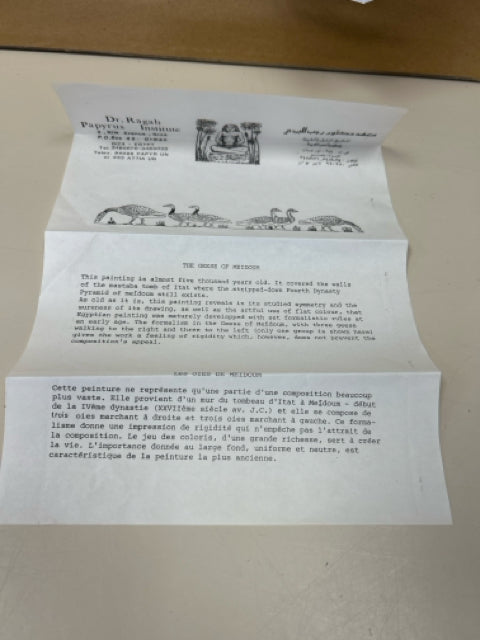 Dr. Ragab
معهد دكتور رجب للبردي
Papyrus Institute
THE GEESE OF MEIDOUM
This painting is almost five thousand years old. It covered the walls
of the mastaba tomb of Itat where the stripped-down Fourth Dynasty
Pyramid of meïdoum still exists.
As old as it is, this painting reveals in its studied symmetry and the
sureness of its drawing, as well as the artful use of flat colors, that
Egyptian painting was maturely developped with set formalistic rules at
an early age. The formalism in the Geese of Meïdoum, with three geese
walking to the right and three to the left only one group is shown here)
gives the work a feeling of rigidity which, however, does not prevent the
composition's appeal.
LES OIES DE MEIDOUM
Cette peinture ne représente qu'une partie d'une composition beaucoup
plus vaste. Elle provient d'un mur du tombeau d'Itat à Meïdoum - début
de la IVème dynastie (XXVIIème siècle av. J.C.) et elle se compose de
trois oies marchant à droite et trois oies marchant à gauche. Ce forma-
lisme donne une impression de rigidité qui n'empêche pas l'attrait de
la composition. Le jeu des coloris, d'une grande richesse, sert à créer
la vie. L'importance donnée au large fond, uniforme et neutre, est
caractéristique de la peinture la plus ancienne.